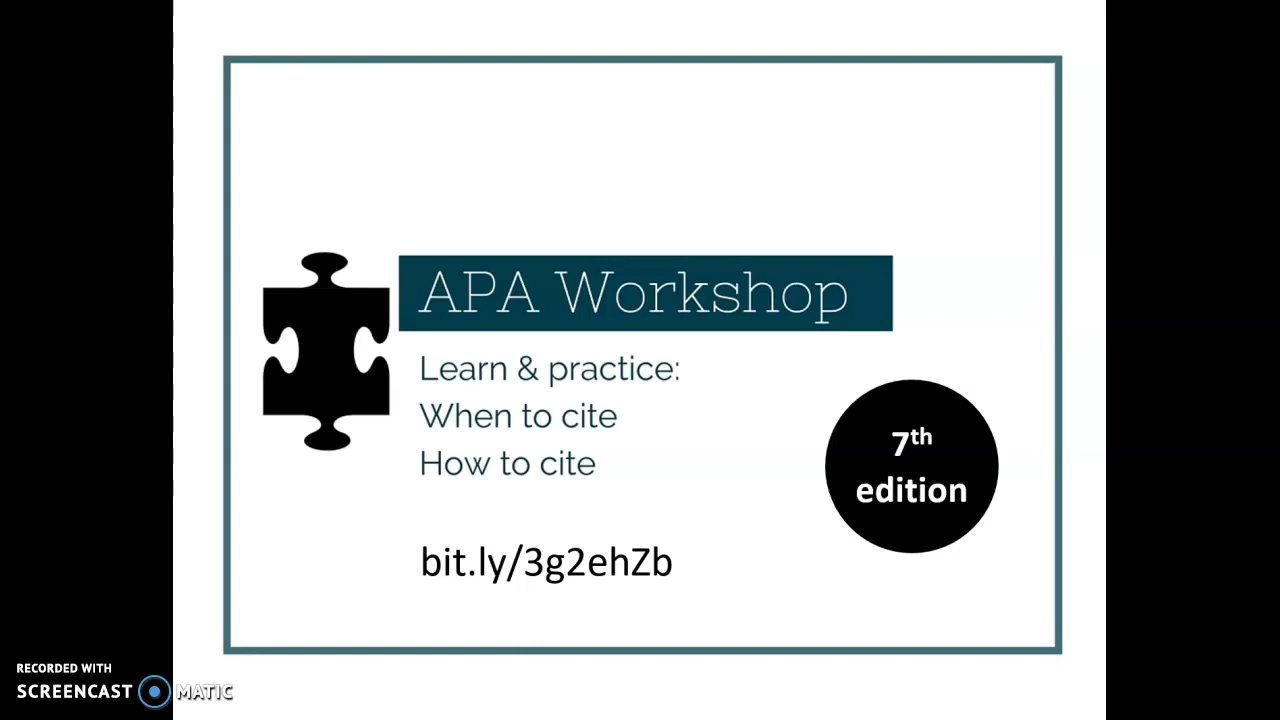 APA Workshop
Learn & practice:
When to cite
How to cite
7th
edition
bit.ly/3g2ehZb
RECORDED WITH
SCREENCAST MATIC